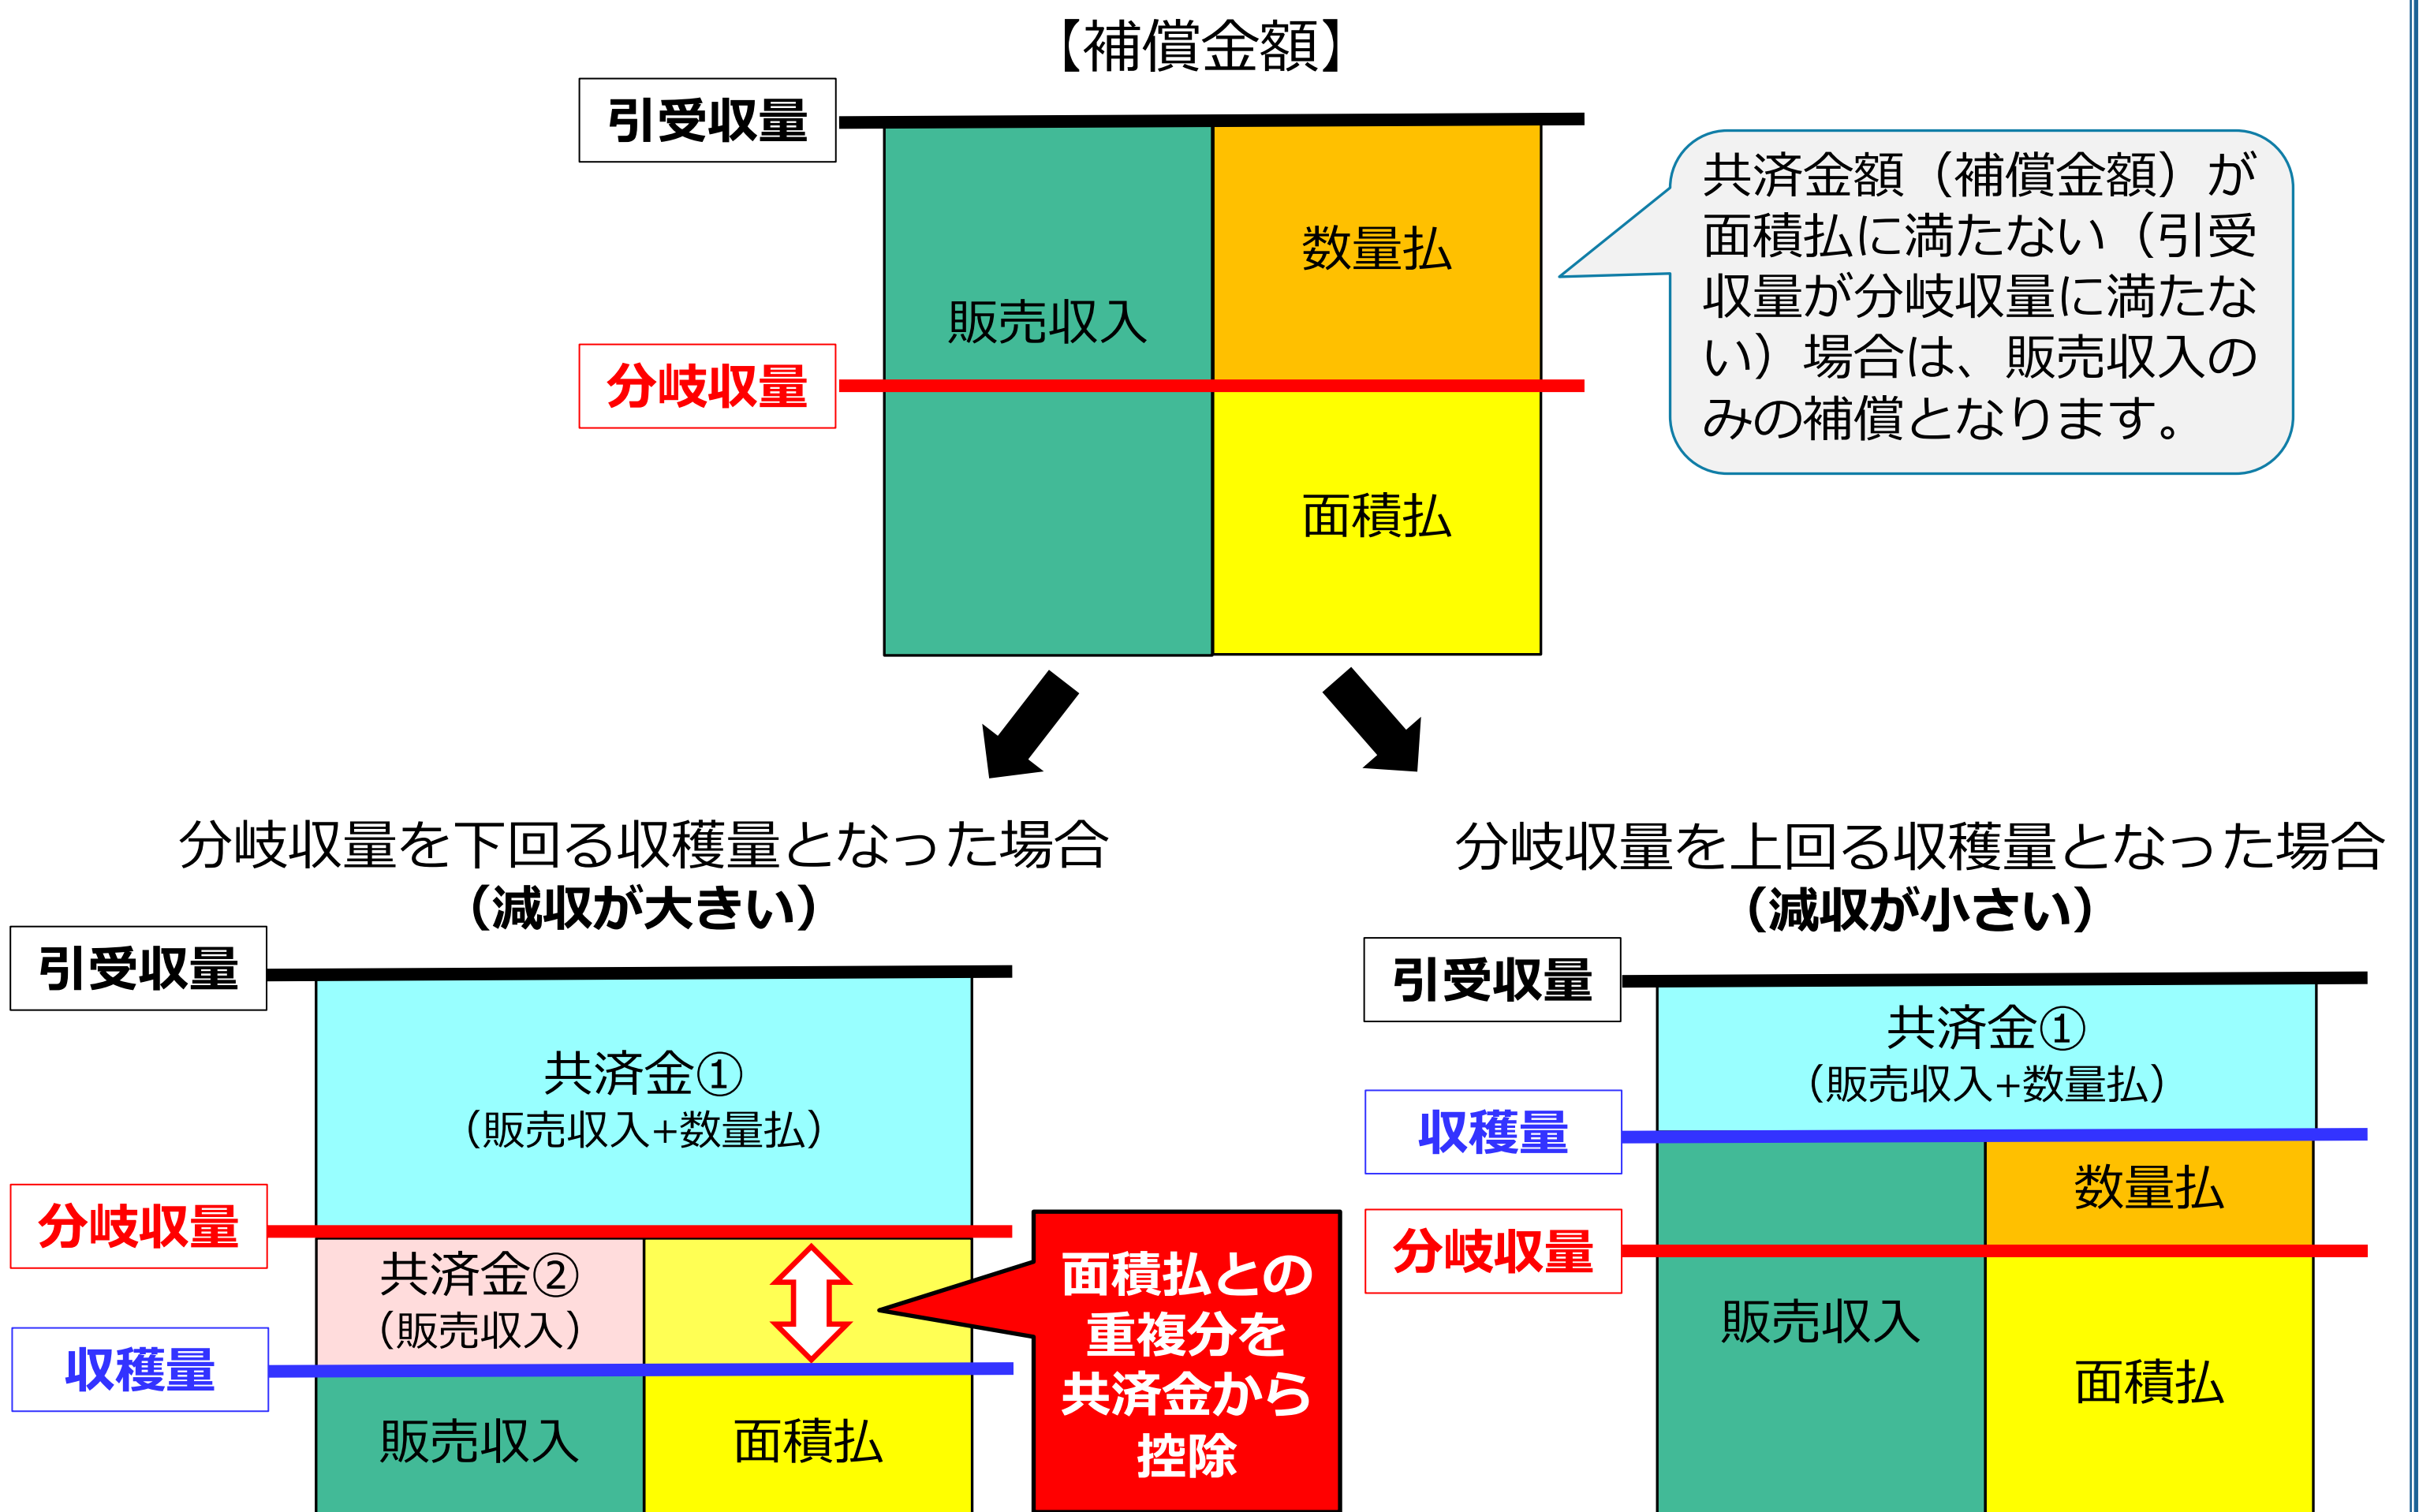 【補償金額】
引受収量
販売収入
数量払
分岐収量
面積払
共済金額（補償金額）が
面積払に満たない（引受
収量が分岐収量に満たな
い）場合は、販売収入の
みの補償となります。
分岐収量を下回る収穫量となった場合
（減収が大きい）
引受収量
共済金①
（販売収入+数量払）
分岐収量
共済金②
（販売収入）
収穫量
販売収入
面積払
面積払との
重複分を
共済金から
控除
分岐収量を上回る収穫量となった場合
（減収が小さい）
引受収量
共済金①
（販売収入+数量払）
収穫量
数量払
分岐収量
販売収入
面積払